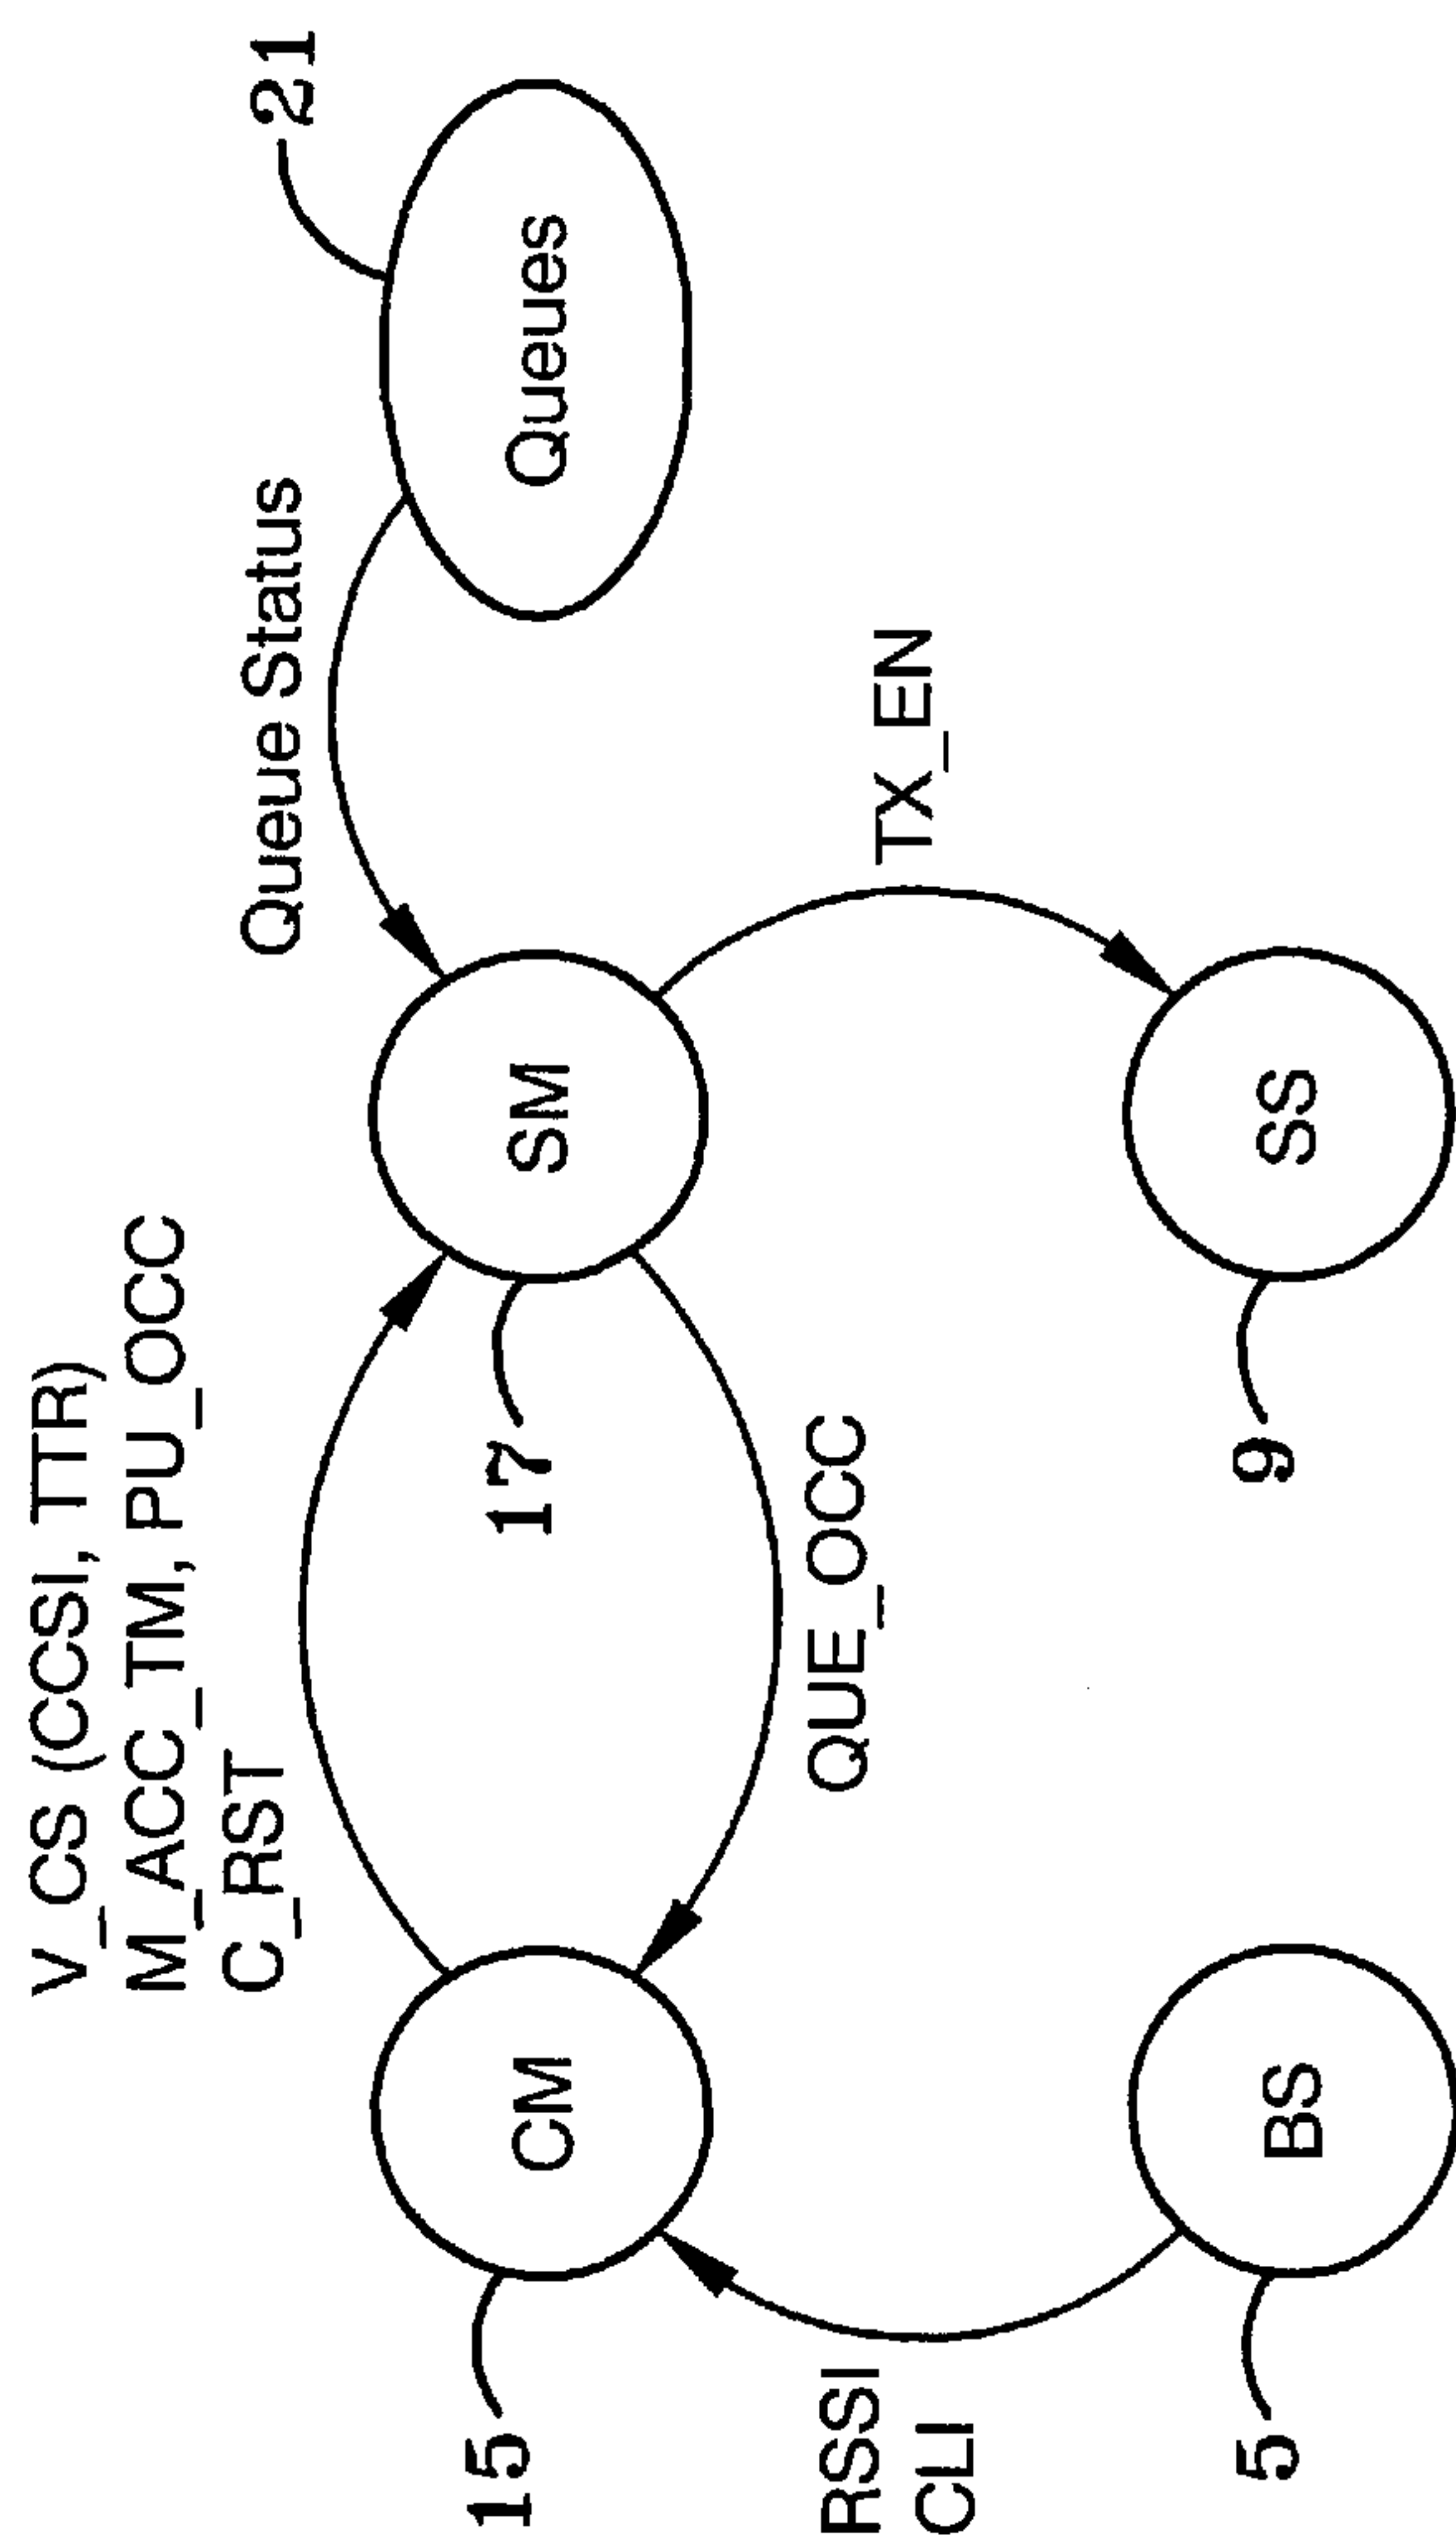 V_CS (CCSI, TTR)
M_ACC_TM, PU_OCC
C_RST
Queue Status
21
15
CM
17
SM
Queues
RSSI
CLI
QUE_OCC
TX_EN
5
BS
9
SS